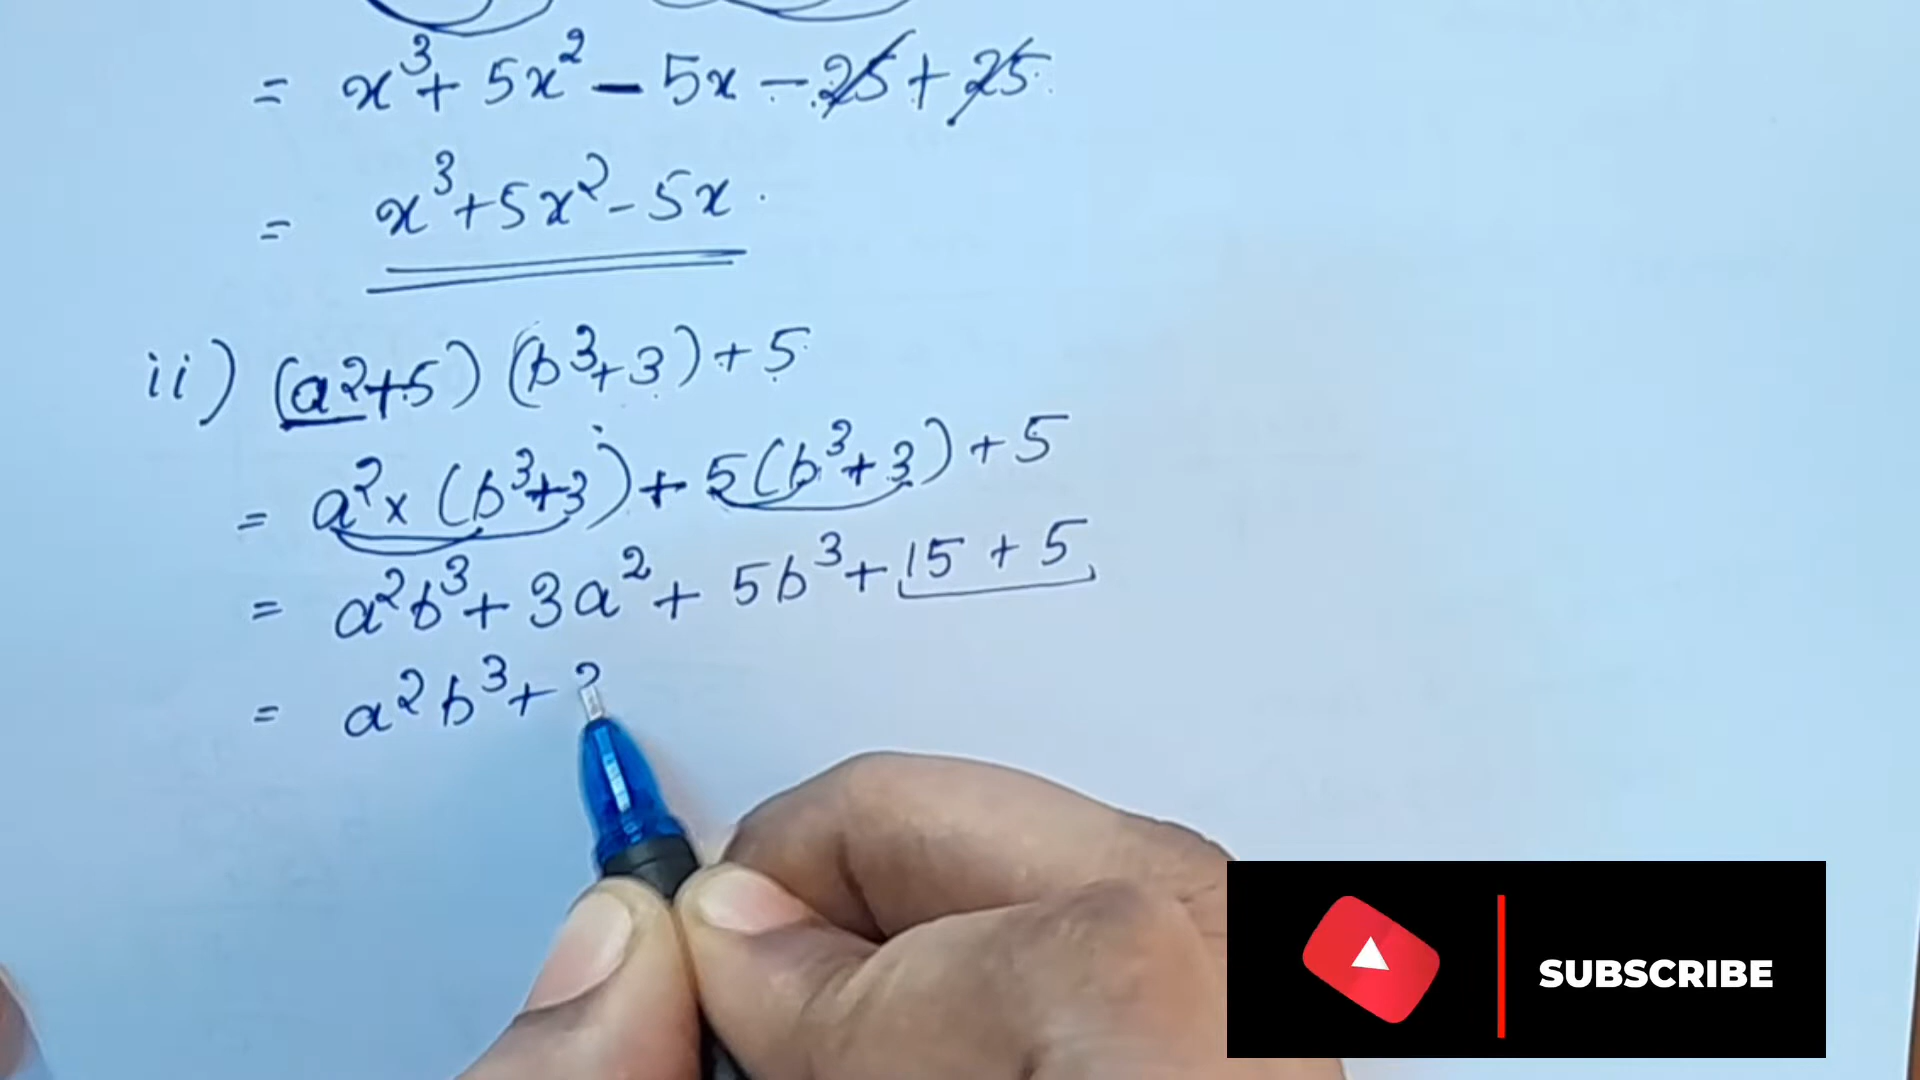 = x³ + 5x² - 5x - 25 + 25
= x³ + 5x² - 5x .
ii) (a² + 5) (b³ + 3) + 5
= a² × (b³ + 3) + 5 (b³ + 3) + 5
= a²b³ + 3a² + 5b³ + 15 + 5
= a²b³ +
SUBSCRIBE